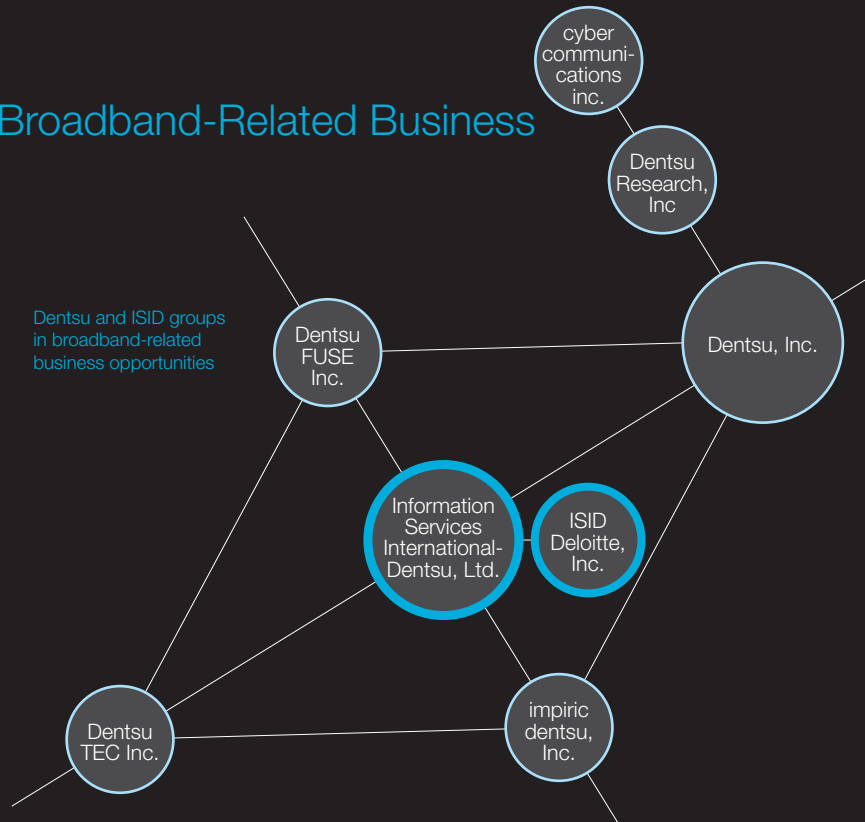 cyber
communi-
cations
inc.
Broadband-Related Business
Dentsu
Research,
Inc
Dentsu and ISID groups
in broadband-related
business opportunities
Dentsu
FUSE
Inc.
Dentsu, Inc.
Information
Services
International-
Dentsu, Ltd.
ISID
Deloitte,
Inc.
Dentsu
TEC Inc.
impiric
dentsu,
Inc.